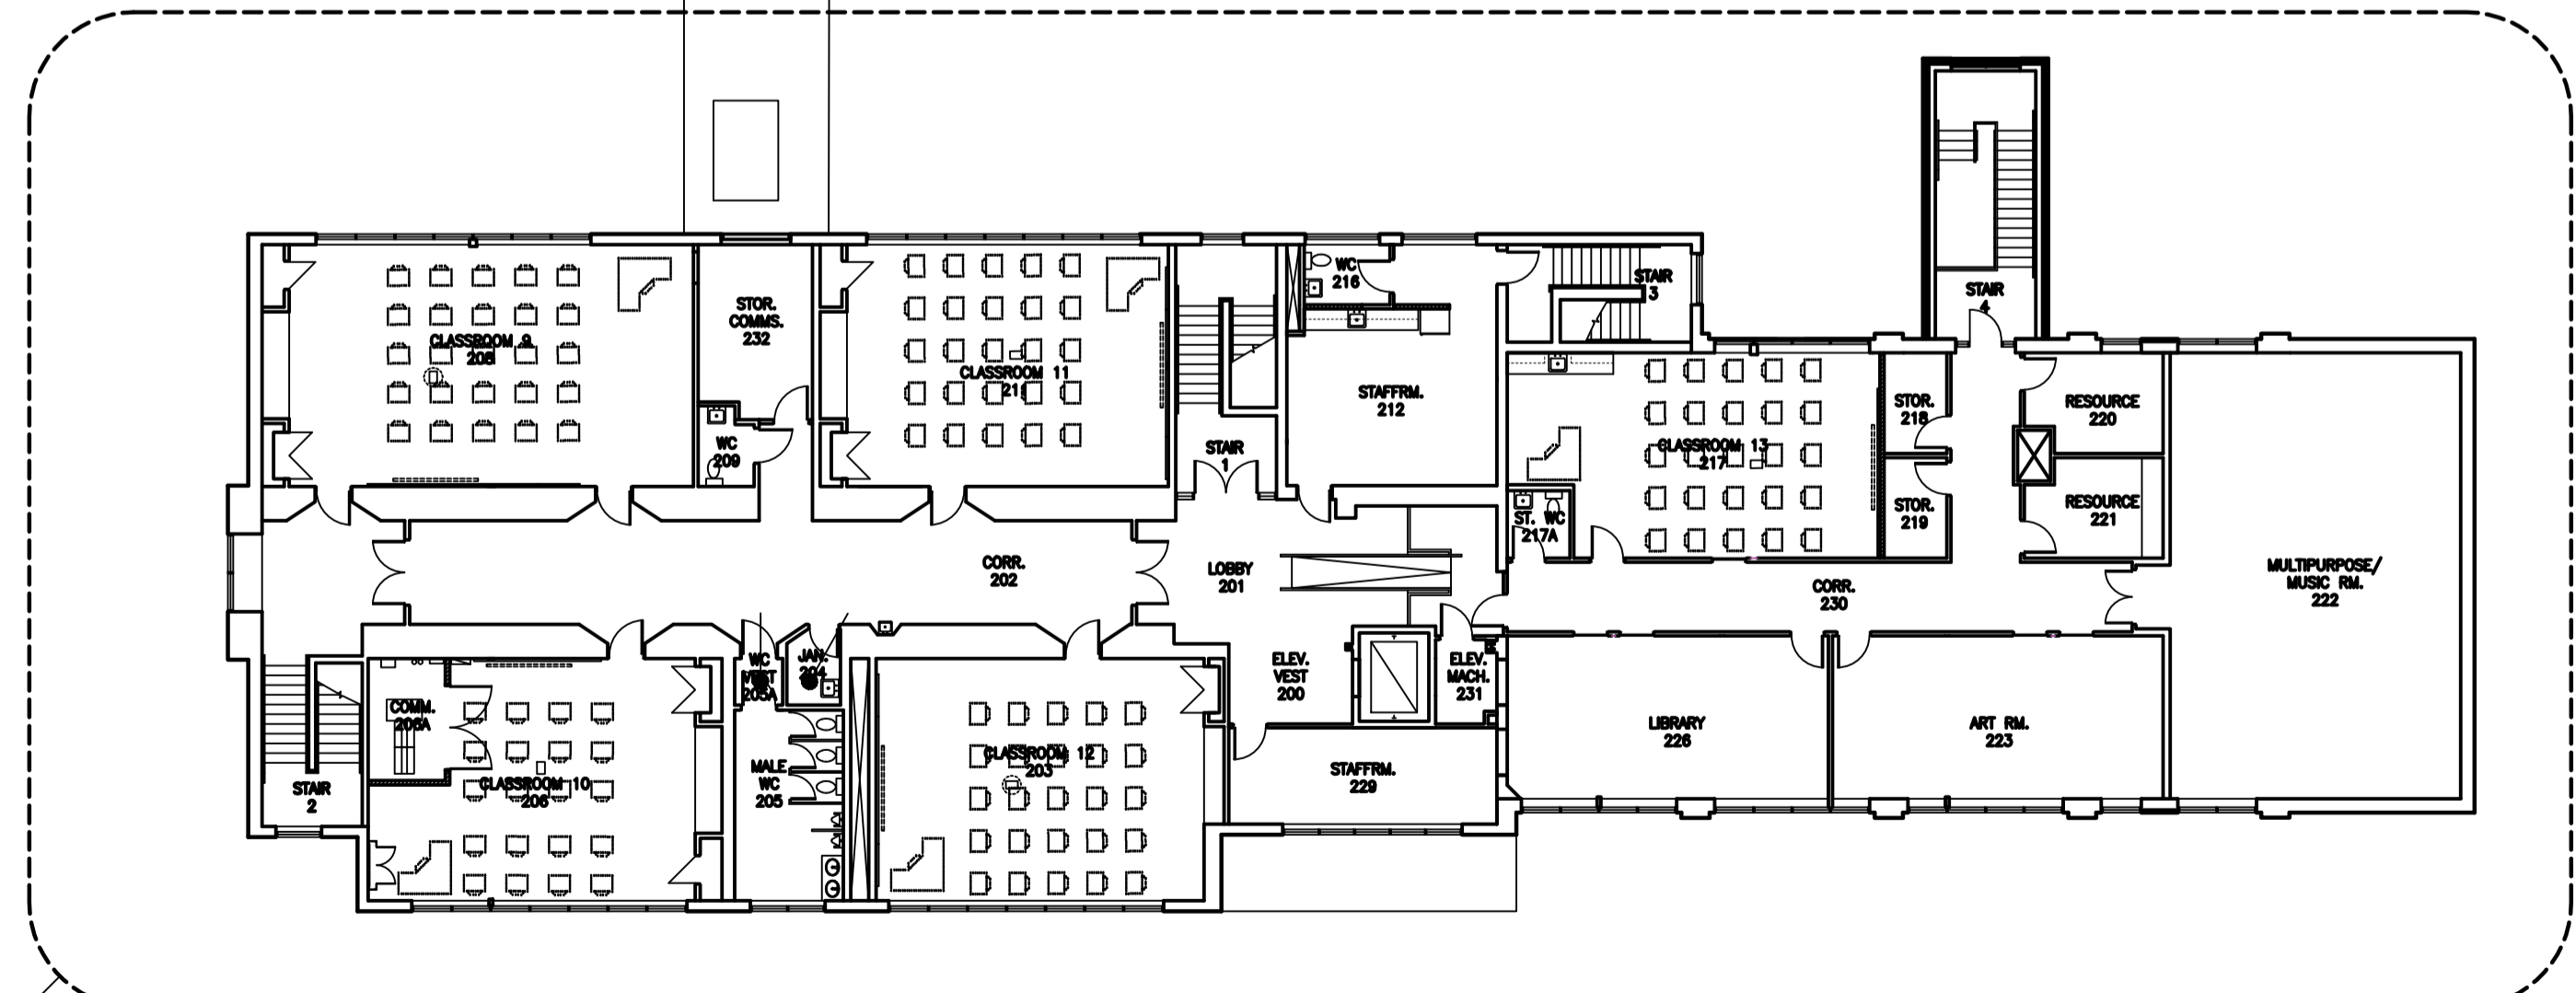 CLASSROOM 9
208
STOR.
COMMS.
232
WC
209
CLASSROOM 11
211
STAIR
1
WC
216
STAFFRM.
212
STAIR
3
CLASSROOM 13
217
ST. WC
217A
STOR.
218
STOR.
219
STAIR
4
RESOURCE
220
RESOURCE
221
MULTIPURPOSE/
MUSIC RM.
222
CORR.
202
LOBBY
201
CORR.
230
STAIR
2
COMM.
206A
CLASSROOM 10
206
WC
VEST
205A
JAN.
204
MALE
WC
205
CLASSROOM 12
203
ELEV.
VEST
200
ELEV.
MACH.
231
STAFFRM.
229
LIBRARY
226
ART RM.
223